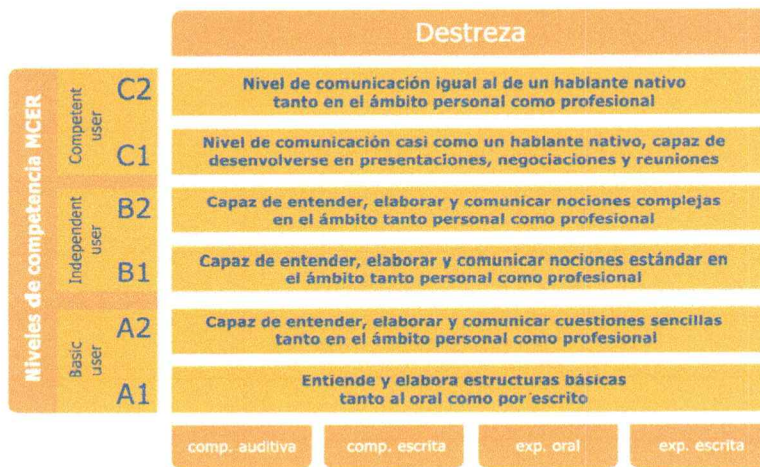 Destreza
Niveles de competencia MCER
Competent
user
C2
Nivel de comunicación igual al de un hablante nativo
tanto en el ámbito personal como profesional
C1
Nivel de comunicación casi como un hablante nativo, capaz de
desenvolverse en presentaciones, negociaciones y reuniones
Independent
user
B2
Capaz de entender, elaborar y comunicar nociones complejas
en el ámbito tanto personal como profesional
B1
Capaz de entender, elaborar y comunicar nociones estándar en
el ámbito tanto personal como profesional
Basic
user
A2
Capaz de entender, elaborar y comunicar cuestiones sencillas
tanto en el ámbito personal como profesional
A1
Entiende y elabora estructuras básicas
tanto al oral como por escrito
comp. auditiva
comp. escrita
exp. oral
exp. escrita